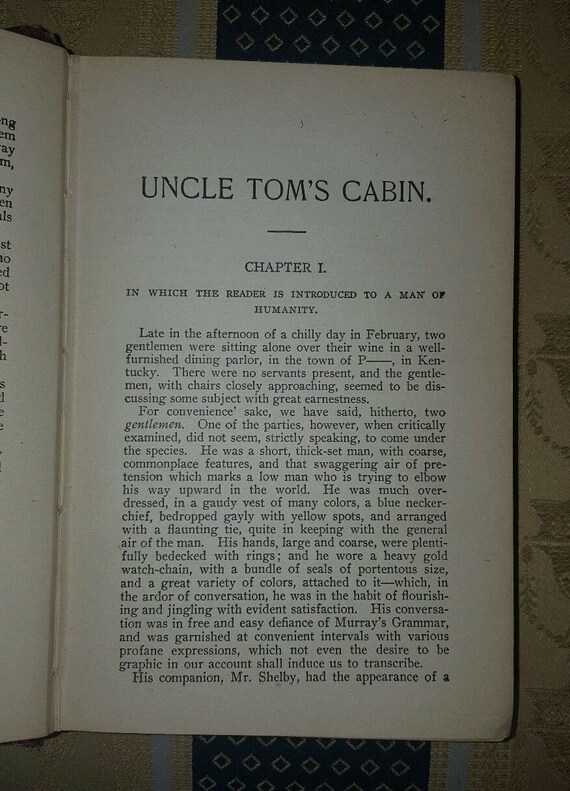 ng
em
ay
m,
ny
en
als
st
no
ed
ot
r-
re
l-
h
s
d
e
e
y
d
UNCLE TOM'S CABIN.
CHAPTER I.
IN WHICH THE READER IS INTRODUCED TO A MAN OF
HUMANITY.
Late in the afternoon of a chilly day in February, two
gentlemen were sitting alone over their wine in a well-
furnished dining parlor, in the town of P——, in Ken-
tucky. There were no servants present, and the gentle-
men, with chairs closely approaching, seemed to be dis-
cussing some subject with great earnestness.
For convenience' sake, we have said, hitherto, two
gentlemen. One of the parties, however, when critically
examined, did not seem, strictly speaking, to come under
the species. He was a short, thick-set man, with coarse,
commonplace features, and that swaggering air of pre-
tension which marks a low man who is trying to elbow
his way upward in the world. He was much over-
dressed, in a gaudy vest of many colors, a blue necker-
chief, bedropped gayly with yellow spots, and arranged
with a flaunting tie, quite in keeping with the general
air of the man. His hands, large and coarse, were plenti-
fully bedecked with rings; and he wore a heavy gold
watch-chain, with a bundle of seals of portentous size,
and a great variety of colors, attached to it—which, in
the ardor of conversation, he was in the habit of flourish-
ing and jingling with evident satisfaction. His conversa-
tion was in free and easy defiance of Murray's Grammar,
and was garnished at convenient intervals with various
profane expressions, which not even the desire to be
graphic in our account shall induce us to transcribe.
His companion, Mr. Shelby, had the appearance of a